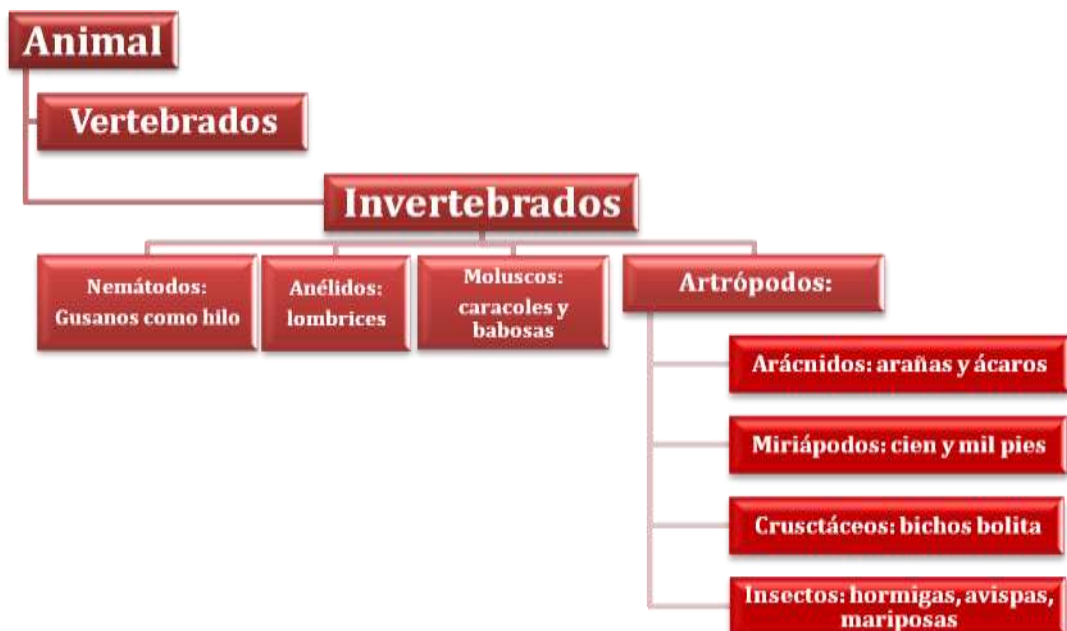 Animal
Vertebrados
Invertebrados
Nemátodos:
Gusanos como hilo
Anélidos:
lombrices
Moluscos:
caracoles y
babosas
Artrópodos:
Arácnidos: arañas y ácaros
Miriápodos: cien y mil pies
Crusctáceos: bichos bolita
Insectos: hormigas, avispas,
mariposas